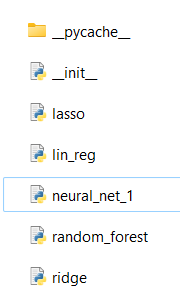 __pycache__
__init__
lasso
lin_reg
neural_net_1
random_forest
ridge